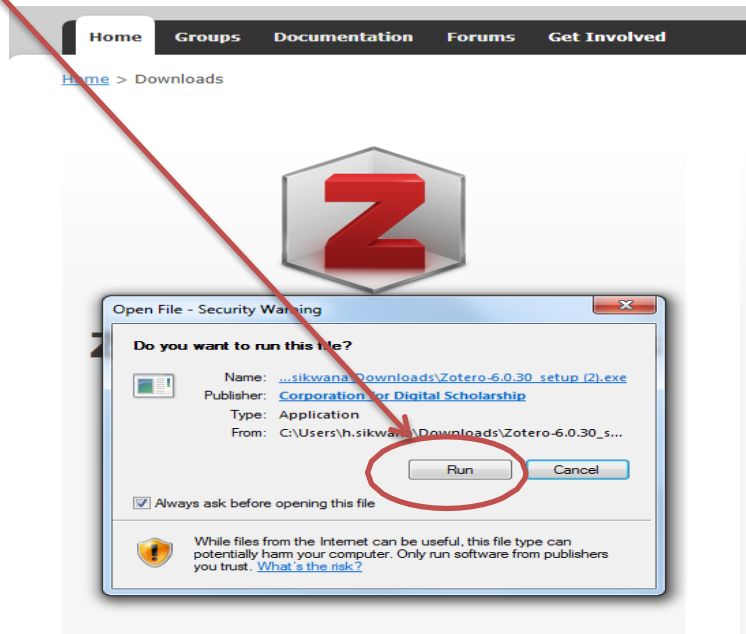 Home Groups Documentation Forums Get Involved
Home > Downloads
Z
Open File - Security Warning
Do you want to run this file?
Name: ...sikwana\Downloads\Zotero-6.0.30_setup (2).exe
Publisher: Corporation for Digital Scholarship
Type: Application
From: C:\Users\h.sikwana\Downloads\Zotero-6.0.30_s...
Run Cancel
Always ask before opening this file
While files from the Internet can be useful, this file type can
potentially harm your computer. Only run software from publishers
you trust. What's the risk?